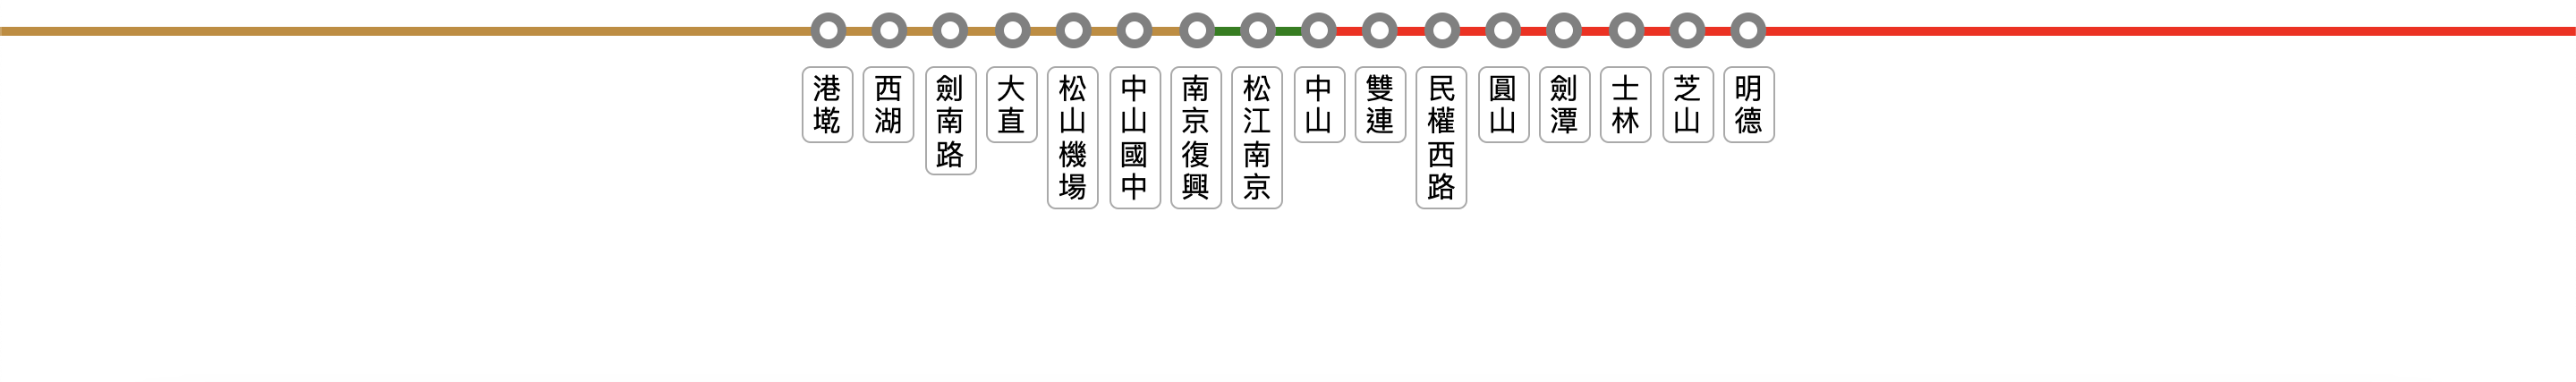 港墘
西湖
劍南路
大直
松山機場
中山國中
南京復興
松江南京
中山
雙連
民權西路
圓山
劍潭
士林
芝山
明德